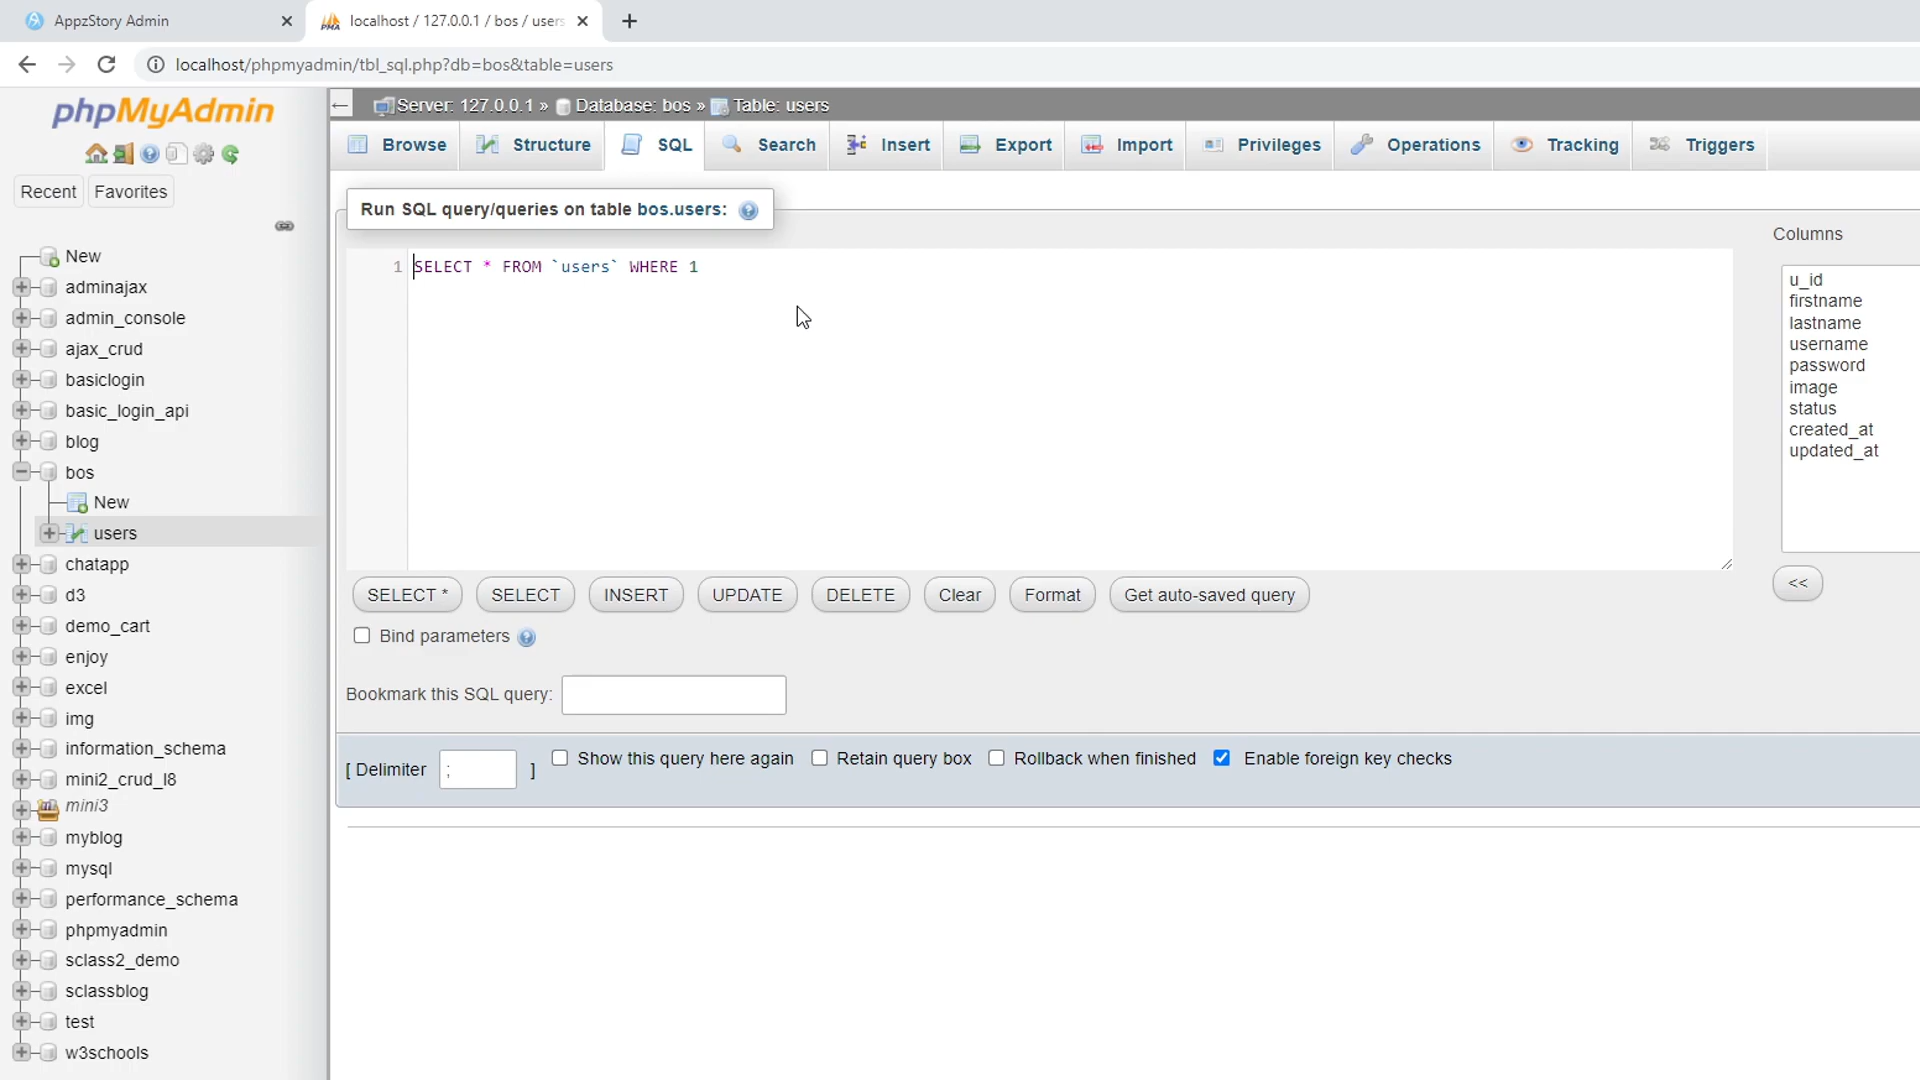 AppzStory Admin
localhost / 127.0.0.1 / bos / users
localhost/phpmyadmin/tbl_sql.php?db=bos&table=users
phpMyAdmin
Recent
Favorites
New
adminajax
admin_console
ajax_crud
basiclogin
basic_login_api
blog
bos
New
users
chatapp
d3
demo_cart
enjoy
excel
img
information_schema
mini2_crud_l8
mini3
myblog
mysql
performance_schema
phpmyadmin
sclass2_demo
sclassblog
test
w3schools
Server: 127.0.0.1 » Database: bos » Table: users
Browse
Structure
SQL
Search
Insert
Export
Import
Privileges
Operations
Tracking
Triggers
Run SQL query/queries on table bos.users:
1 SELECT * FROM `users` WHERE 1
Columns
u_id
firstname
lastname
username
password
image
status
created_at
updated_at
<<
SELECT *
SELECT
INSERT
UPDATE
DELETE
Clear
Format
Get auto-saved query
Bind parameters
Bookmark this SQL query:
[ Delimiter ; ]
Show this query here again
Retain query box
Rollback when finished
Enable foreign key checks